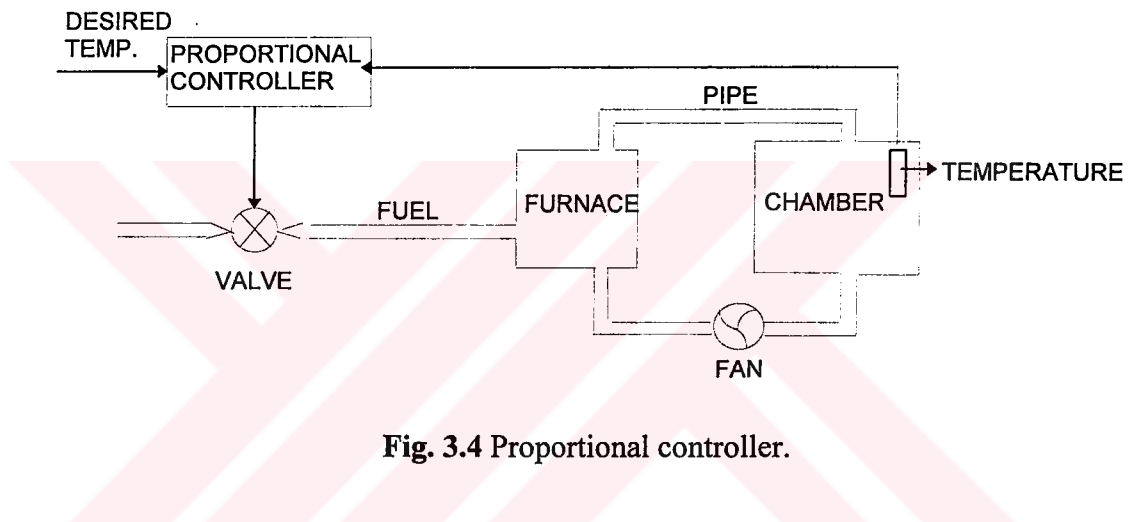 DESIRED
TEMP.
PROPORTIONAL
CONTROLLER
PIPE
TEMPERATURE
FURNACE
CHAMBER
FUEL
VALVE
FAN
Fig. 3.4 Proportional controller.